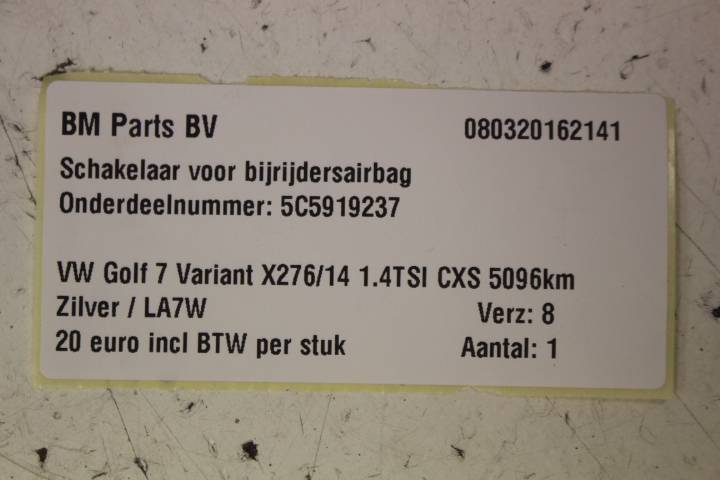 BM Parts BV 080320162141
Schakelaar voor bijrijdersairbag
Onderdeelnummer: 5C5919237
VW Golf 7 Variant X276/14 1.4TSI CXS 5096km
Zilver / LA7W Verz: 8
20 euro incl BTW per stuk Aantal: 1